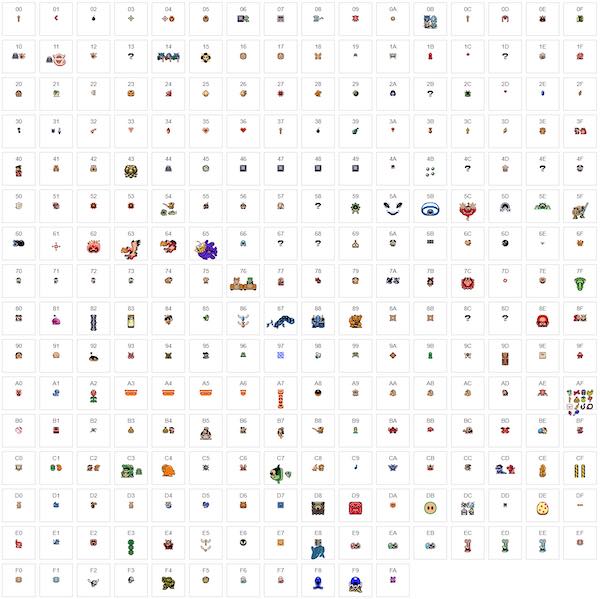 00 01 02 03 04 05 06 07 08 09 0A 0B 0C 0D 0E 0F
10 11 12 13 14 15 16 17 18 19 1A 1B 1C 1D 1E 1F
20 21 22 23 24 25 26 27 28 29 2A 2B 2C 2D 2E 2F
30 31 32 33 34 35 36 37 38 39 3A 3B 3C 3D 3E 3F
40 41 42 43 44 45 46 47 48 49 4A 4B 4C 4D 4E 4F
50 51 52 53 54 55 56 57 58 59 5A 5B 5C 5D 5E 5F
60 61 62 63 64 65 66 67 68 69 6A 6B 6C 6D 6E 6F
70 71 72 73 74 75 76 77 78 79 7A 7B 7C 7D 7E 7F
80 81 82 83 84 85 86 87 88 89 8A 8B 8C 8D 8E 8F
90 91 92 93 94 95 96 97 98 99 9A 9B 9C 9D 9E 9F
A0 A1 A2 A3 A4 A5 A6 A7 A8 A9 AA AB AC AD AE AF
B0 B1 B2 B3 B4 B5 B6 B7 B8 B9 BA BB BC BD BE BF
C0 C1 C2 C3 C4 C5 C6 C7 C8 C9 CA CB CC CD CE CF
D0 D1 D2 D3 D4 D5 D6 D7 D8 D9 DA DB DC DD DE DF
E0 E1 E2 E3 E4 E5 E6 E7 E8 E9 EA EB EC ED EE EF
F0 F1 F2 F3 F4 F5 F6 F7 F8 F9 FA